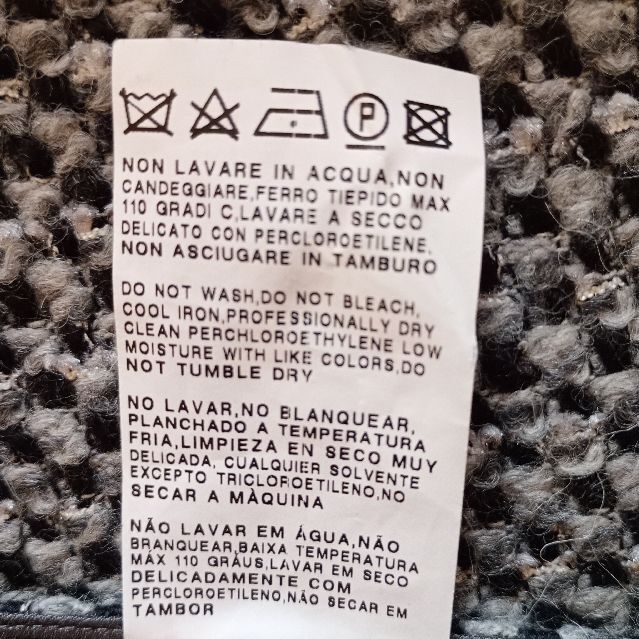 P
NON LAVARE IN ACQUA,NON
CANDEGGIARE,FERRO TIEPIDO MAX
110 GRADI C,LAVARE A SECCO
DELICATO CON PERCLOROETILENE,
NON ASCIUGARE IN TAMBURO
DO NOT WASH,DO NOT BLEACH,
COOL IRON,PROFESSIONALLY DRY
CLEAN PERCHLOROETHYLENE LOW
MOISTURE WITH LIKE COLORS,DO
NOT TUMBLE DRY
NO LAVAR,NO BLANQUEAR,
PLANCHADO A TEMPERATURA
FRIA,LIMPIEZA EN SECO MUY
DELICADA, CUALQUIER SOLVENTE
EXCEPTO TRICLOROETILENO,NO
SECAR A MÀQUINA
NÃO LAVAR EM ÁGUA,NÃO
BRANQUEAR,BAIXA TEMPERATURA
MÁX 110 GRÁUS,LAVAR EM SECO
DELICADAMENTE COM
PERCLOROETILENO,NÃO SECAR EM
TAMBOR